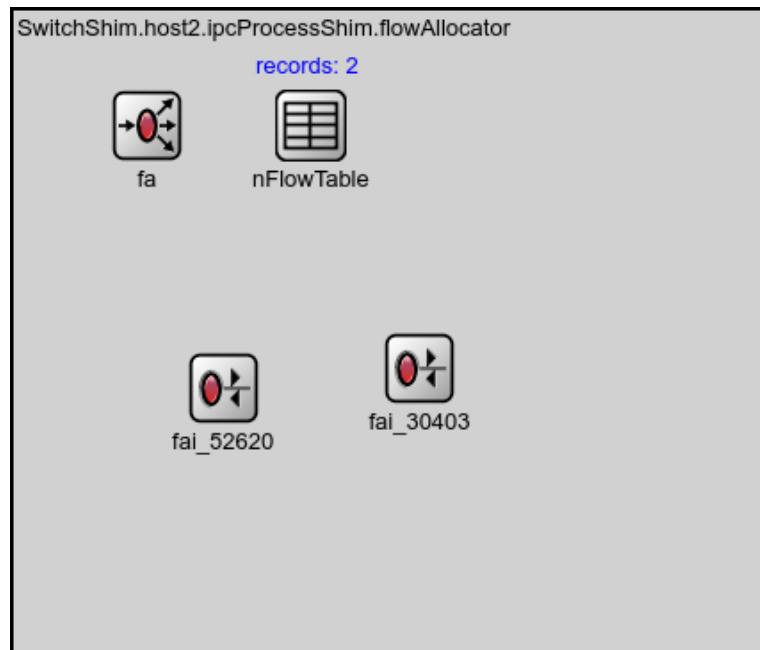 SwitchShim.host2.ipcProcessShim.flowAllocator
records: 2
fa
nFlowTable
fai_52620
fai_30403